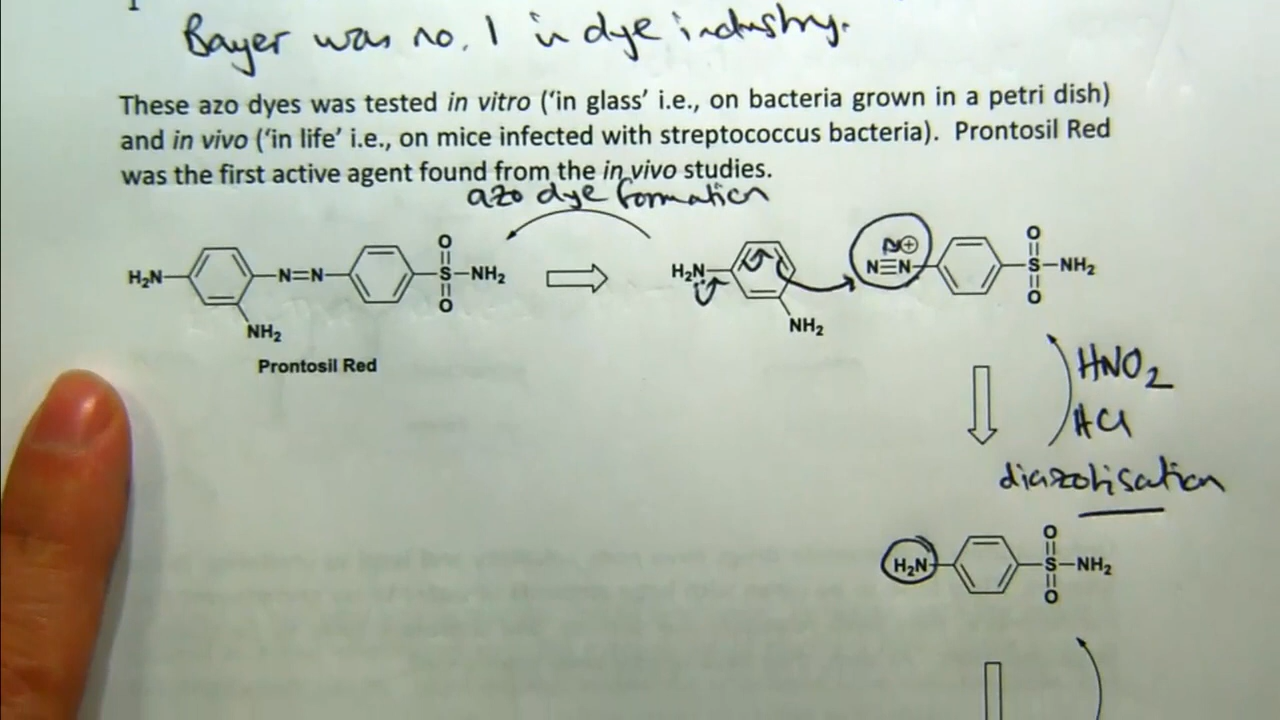 Bayer was no. 1 in dye industry.
These azo dyes was tested in vitro (‘in glass’ i.e., on bacteria grown in a petri dish)
and in vivo (‘in life’ i.e., on mice infected with streptococcus bacteria). Prontosil Red
was the first active agent found from the in vivo studies.
azo dye formation
H₂N N=N O S O NH₂
NH₂
Prontosil Red
H₂N
NH₂
N⊕
N≡N O S O NH₂
HNO₂
HCl
diazotisation
H₂N O S O NH₂